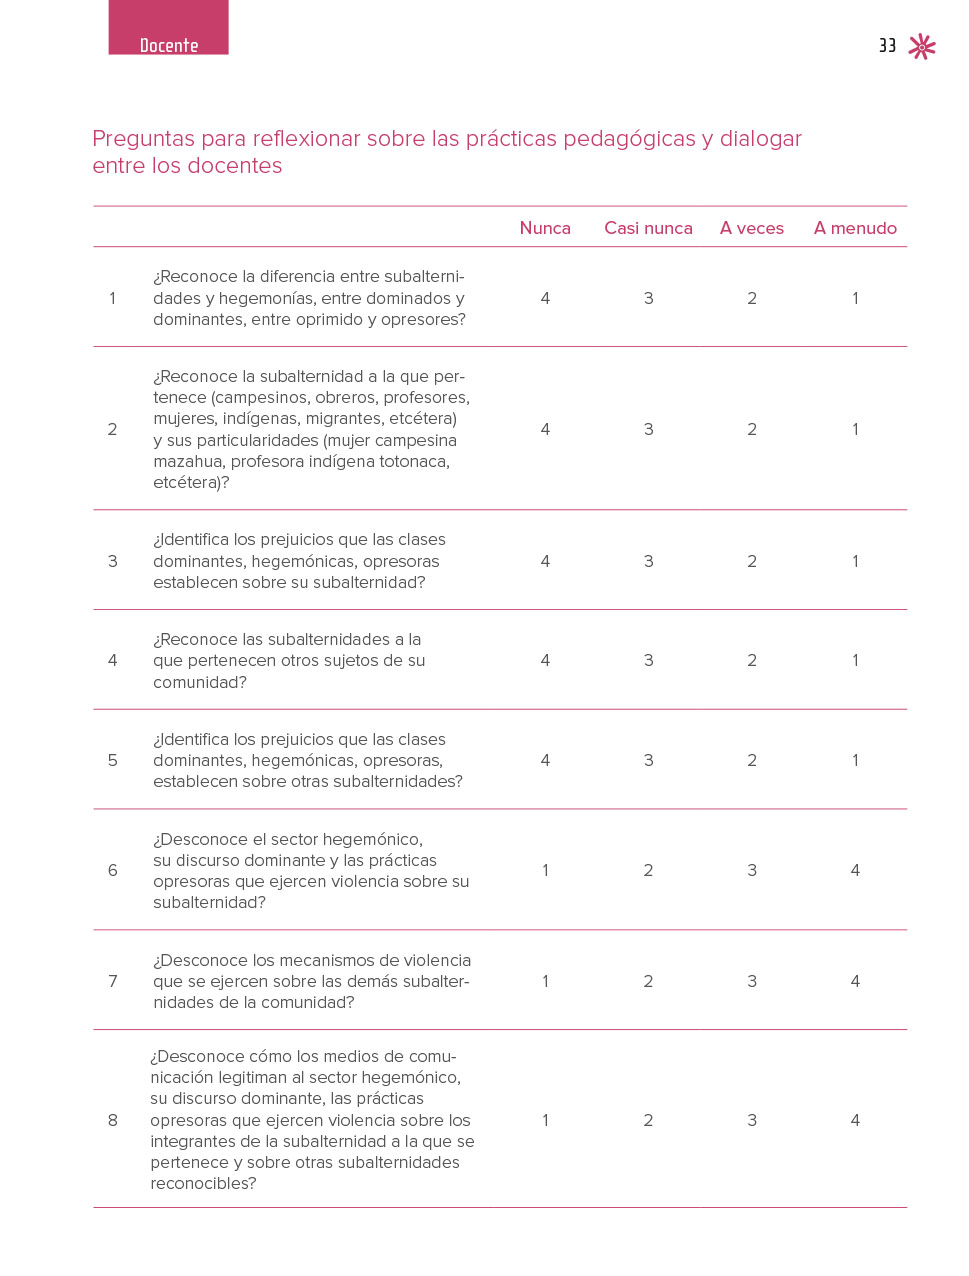 Docente
33
Preguntas para reflexionar sobre las prácticas pedagógicas y dialogar
entre los docentes
Nunca Casi nunca A veces A menudo
¿Reconoce la diferencia entre subalterni-
1 dades y hegemonías, entre dominados y 4 3 2 1
dominantes, entre oprimido y opresores?
¿Reconoce la subalternidad a la que per-
tenece (campesinos, obreros, profesores,
mujeres, indígenas, migrantes, etcétera)
2 y sus particularidades (mujer campesina 4 3 2 1
mazahua, profesora indígena totonaca,
etcétera)?
¿Identifica los prejuicios que las clases
3 dominantes, hegemónicas, opresoras 4 3 2 1
establecen sobre su subalternidad?
¿Reconoce las subalternidades a la
4 que pertenecen otros sujetos de su 4 3 2 1
comunidad?
¿Identifica los prejuicios que las clases
5 dominantes, hegemónicas, opresoras, 4 3 2 1
establecen sobre otras subalternidades?
¿Desconoce el sector hegemónico,
su discurso dominante y las prácticas
6 opresoras que ejercen violencia sobre su 1 2 3 4
subalternidad?
¿Desconoce los mecanismos de violencia
7 que se ejercen sobre las demás subalter- 1 2 3 4
nidades de la comunidad?
¿Desconoce cómo los medios de comu-
nicación legitiman al sector hegemónico,
su discurso dominante, las prácticas
8 opresoras que ejercen violencia sobre los 1 2 3 4
integrantes de la subalternidad a la que se
pertenece y sobre otras subalternidades
reconocibles?